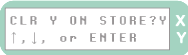 CLR Y ON STORE?Y X
↑,↓, or ENTER Y